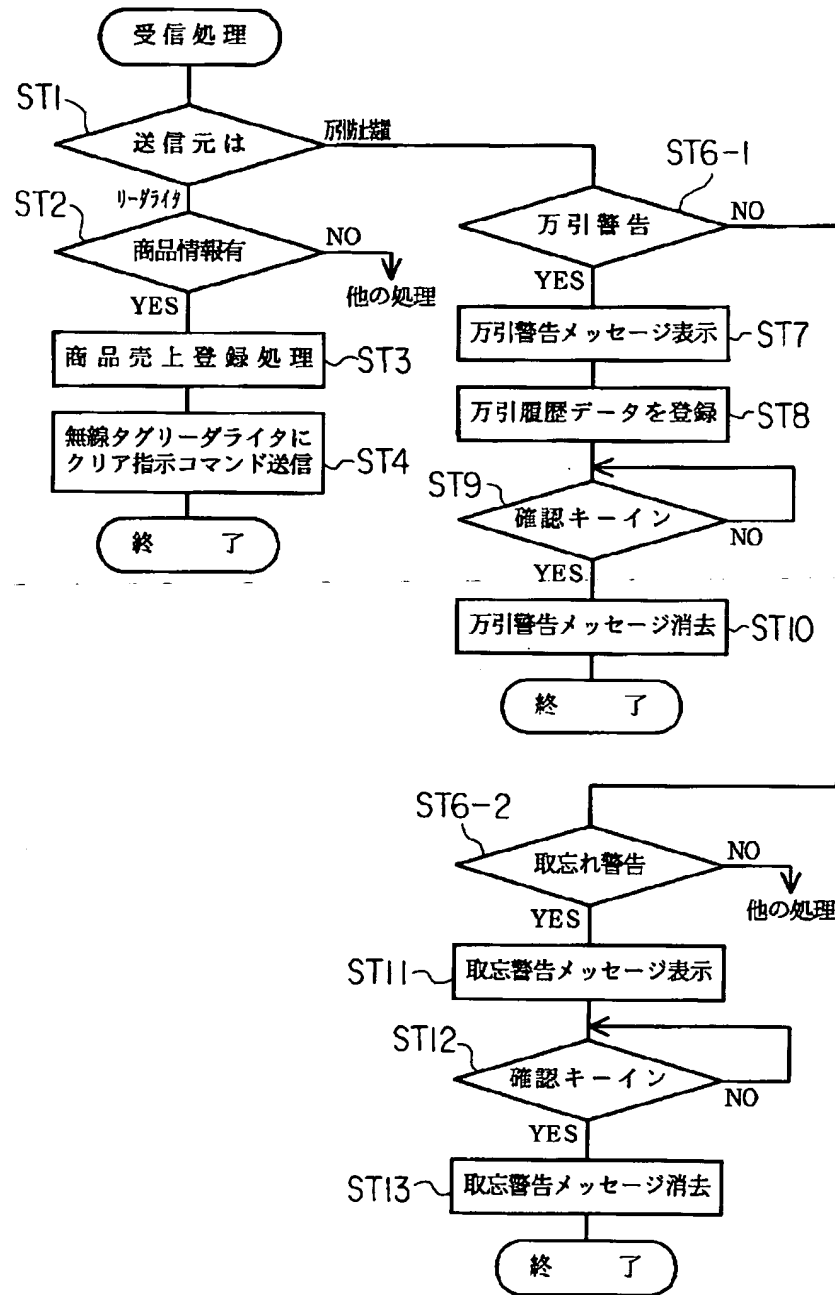 受信処理
ST1
送信元は
万引防止装置
リーダライタ
ST2
商品情報有
NO
他の処理
YES
商品売上登録処理
ST3
無線タグリーダライタに
クリア指示コマンド送信
ST4
終 了
ST6-1
万引警告
NO
YES
万引警告メッセージ表示
ST7
万引履歴データを登録
ST8
ST9
確認キーイン
NO
YES
万引警告メッセージ消去
ST10
終 了
ST6-2
取忘れ警告
NO
他の処理
YES
ST11
取忘警告メッセージ表示
ST12
確認キーイン
NO
YES
ST13
取忘警告メッセージ消去
終 了